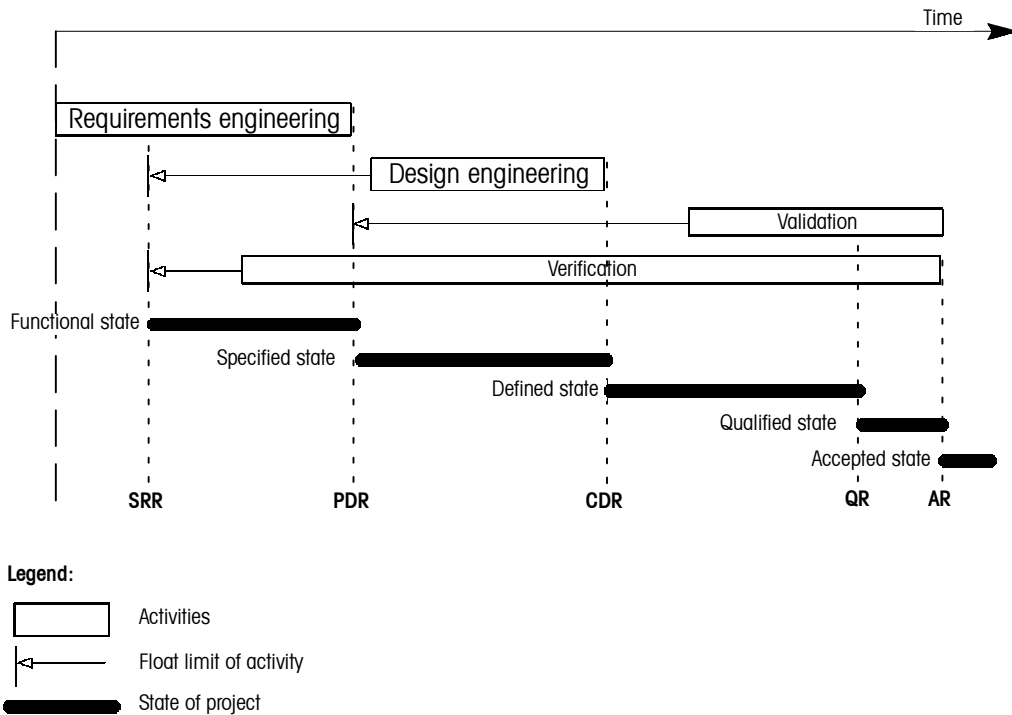 Time
Requirements engineering
Design engineering
Validation
Verification
Functional state
Specified state
Defined state
Qualified state
Accepted state
SRR
PDR
CDR
QR
AR
Legend:
Activities
Float limit of activity
State of project